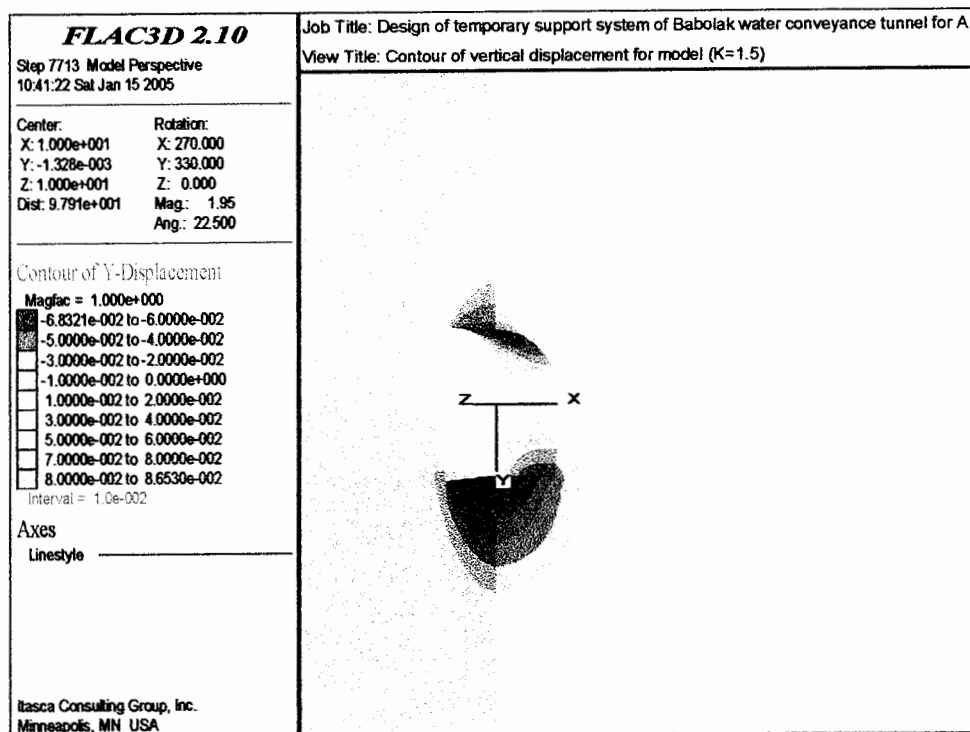 FLAC3D 2.10
Step 7713 Model Perspective
10:41:22 Sat Jan 15 2005
Center: Rotation:
X: 1.000e+001 X: 270.000
Y: -1.328e-003 Y: 330.000
Z: 1.000e+001 Z: 0.000
Dist: 9.791e+001 Mag.: 1.95
Ang.: 22.500
Contour of Y-Displacement
Magfac = 1.000e+000
-6.8321e-002 to -6.0000e-002
-5.0000e-002 to -4.0000e-002
-3.0000e-002 to -2.0000e-002
-1.0000e-002 to 0.0000e+000
1.0000e-002 to 2.0000e-002
3.0000e-002 to 4.0000e-002
5.0000e-002 to 6.0000e-002
7.0000e-002 to 8.0000e-002
8.0000e-002 to 8.6530e-002
Interval = 1.0e-002
Axes
Linestyle
Itasca Consulting Group, Inc.
Minneapolis, MN USA
Job Title: Design of temporary support system of Babolak water conveyance tunnel for A
View Title: Contour of vertical displacement for model (K=1.5)
Z X
Y